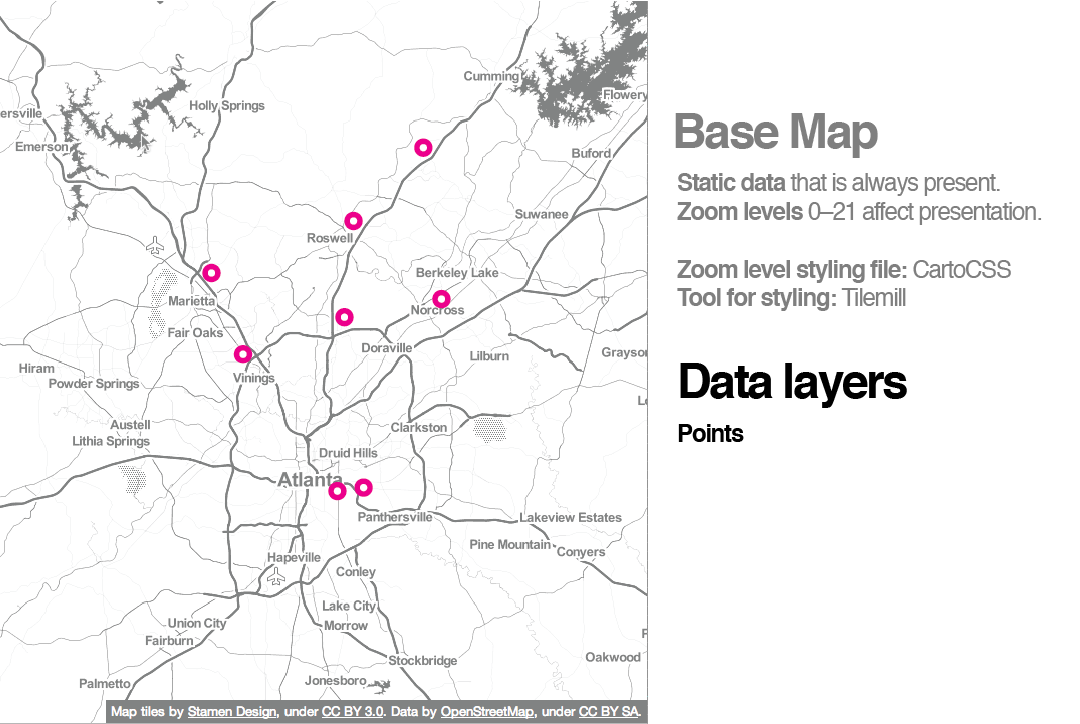 Cumming
Flowery
Holly Springs
ersville
Emerson
Buford
Suwanee
Roswell
Berkeley Lake
Marietta
Norcross
Fair Oaks
Doraville
Lilburn
Grayson
Hiram
Vinings
Powder Springs
Lo
Austell
Clarkston
Lithia Springs
Druid Hills
Atlanta
Panthersville
Lakeview Estates
Pine Mountain
Conyers
Hapeville
Conley
Lake City
Union City
Morrow
Fairburn
F
Stockbridge
Oakwood
Jonesboro
Palmetto
Map tiles by Stamen Design, under CC BY 3.0. Data by OpenStreetMap, under CC BY SA.
Base Map
Static data that is always present.
Zoom levels 0–21 affect presentation.
Zoom level styling file: CartoCSS
Tool for styling: Tilemill
Data layers
Points